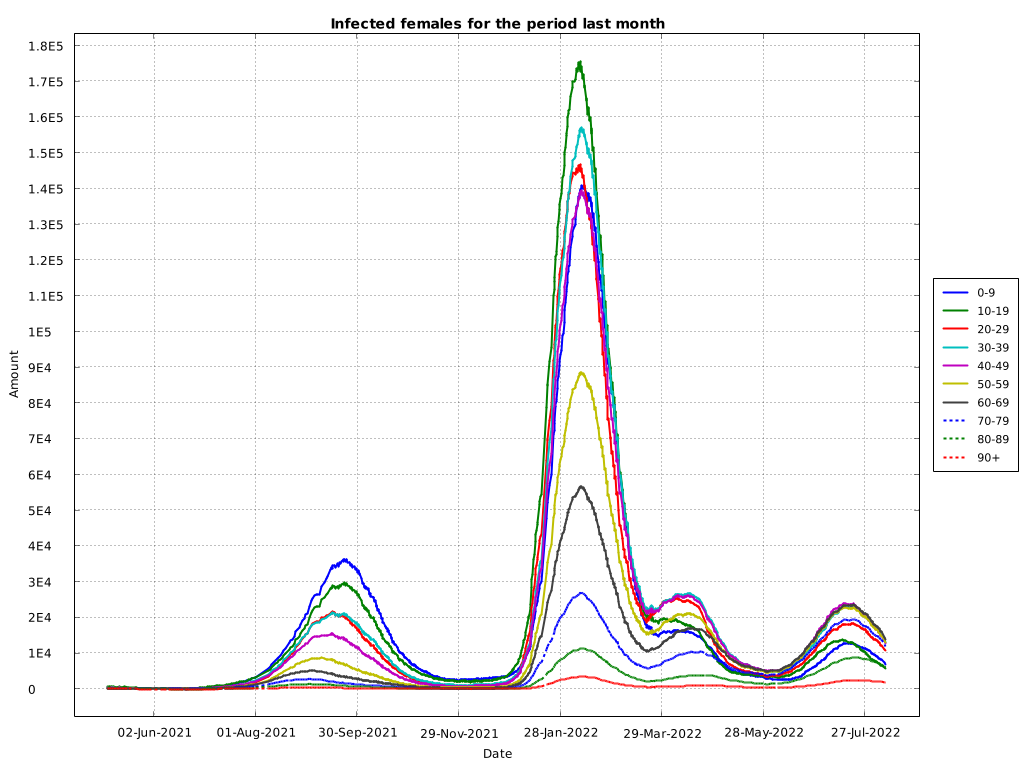 Infected females for the period last month
1.8E5
1.7E5
1.6E5
1.5E5
1.4E5
1.3E5
1.2E5
1.1E5
1E5
9E4
8E4
7E4
6E4
5E4
4E4
3E4
2E4
1E4
0
Amount
02-Jun-2021 01-Aug-2021 30-Sep-2021 29-Nov-2021 28-Jan-2022 29-Mar-2022 28-May-2022 27-Jul-2022
Date
0-9
10-19
20-29
30-39
40-49
50-59
60-69
70-79
80-89
90+